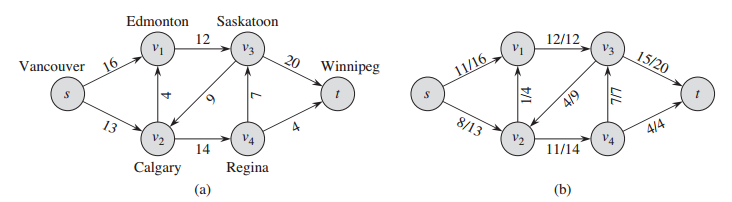 Edmonton Saskatoon
Vancouver 16 v1 12 v3 20 Winnipeg
s 4 9 7 t
13 v2 14 v4 4
Calgary Regina
(a)
11/16 v1 12/12 v3 15/20
s 1/4 4/9 7/7 t
8/13 v2 11/14 v4 4/4
(b)